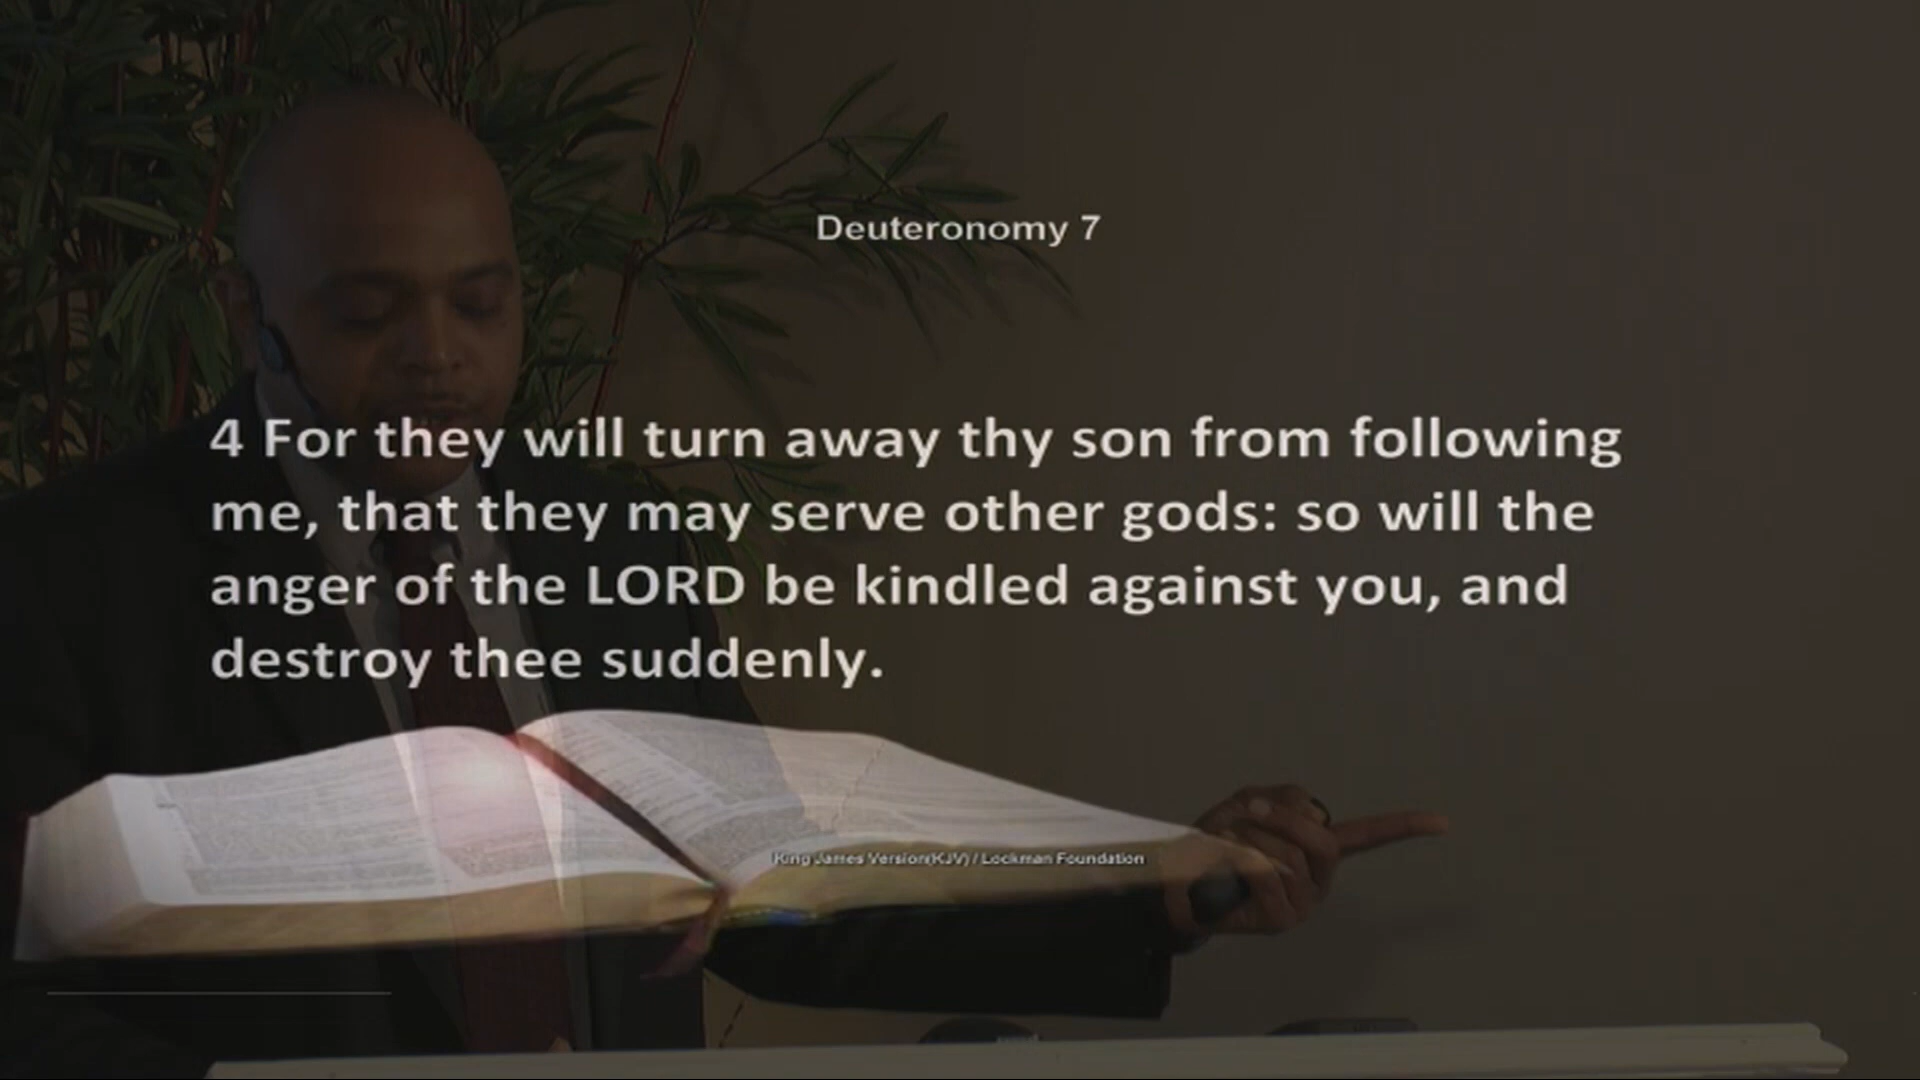 Deuteronomy 7
4 For they will turn away thy son from following
me, that they may serve other gods: so will the
anger of the LORD be kindled against you, and
destroy thee suddenly.
King James Version(KJV) / Lockman Foundation